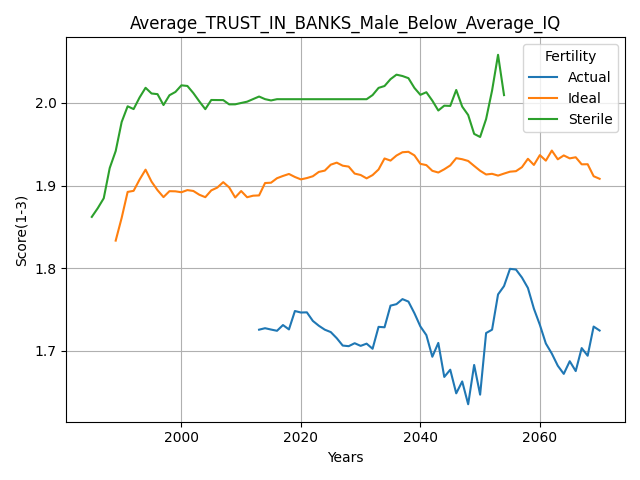 Average_TRUST_IN_BANKS_Male_Below_Average_IQ
Fertility
Actual
Ideal
Sterile
Score(1-3)
2.0
1.9
1.8
1.7
2000
2020
2040
2060
Years